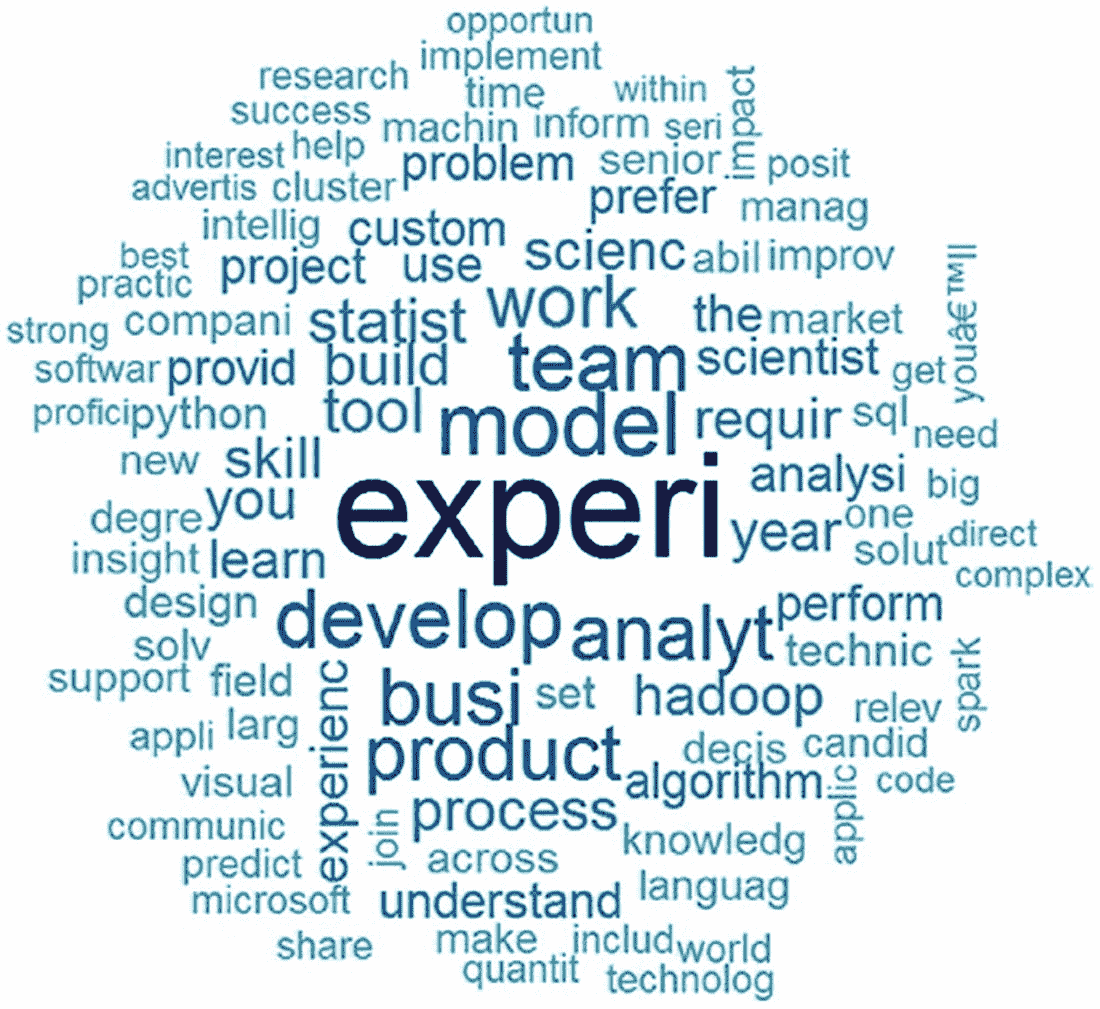 opportun
implement
research
time
within
impact
success
machin
inform
seri
interest
help
problem
senior
posit
advertis
cluster
prefer
manag
intellig
custom
scienc
abil
improv
best
project
use
practic
work
youâ€™ll
strong
compani
statist
the
market
softwar
provid
build
team
scientist
get
profici
python
tool
model
requir
sql
need
new
skill
experi
analysi
big
degre
you
year
one
solut
direct
insight
learn
complex
design
develop
analyt
perform
solv
technic
spark
support
field
experienc
busi
set
hadoop
relev
appli
larg
product
decis
candid
visual
algorithm
applic
code
communic
join
process
knowledg
predict
across
microsoft
understand
languag
share
make
includ
world
quantit
technolog